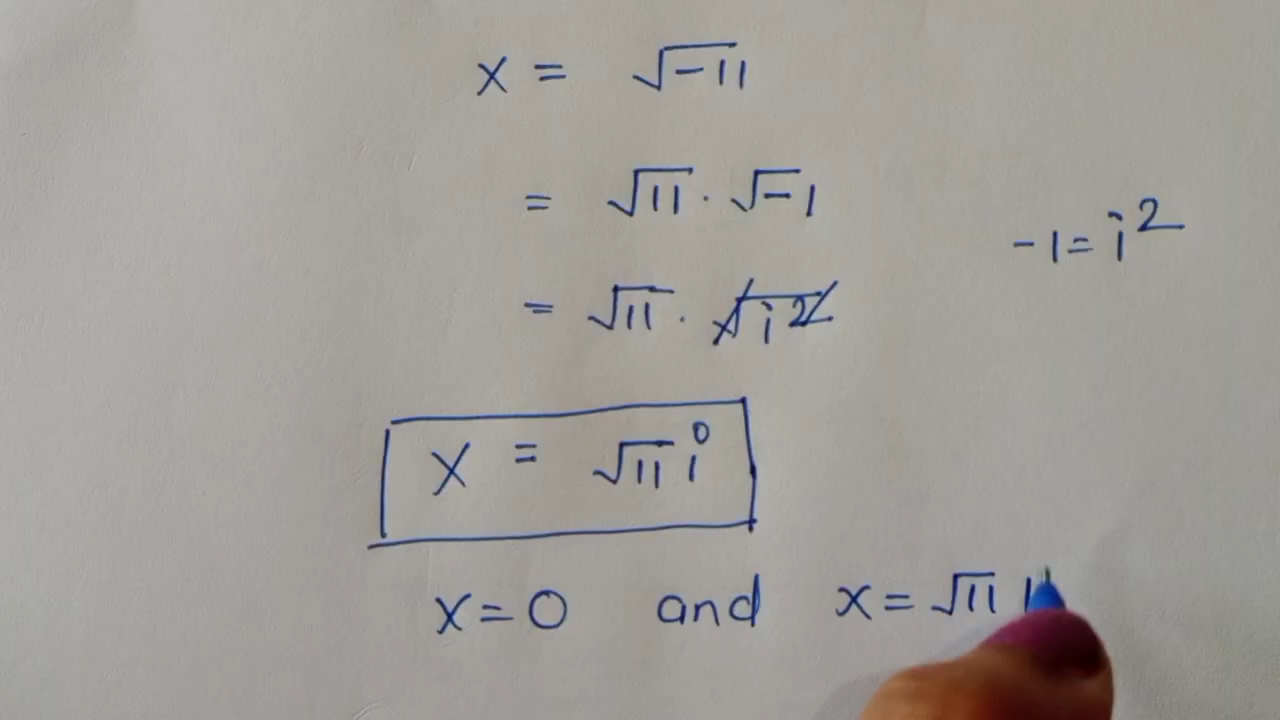 x = √-11
= √11 · √-1
-1 = i²
= √11 · √i²
x = √11 i
x = 0 and x = √11 i